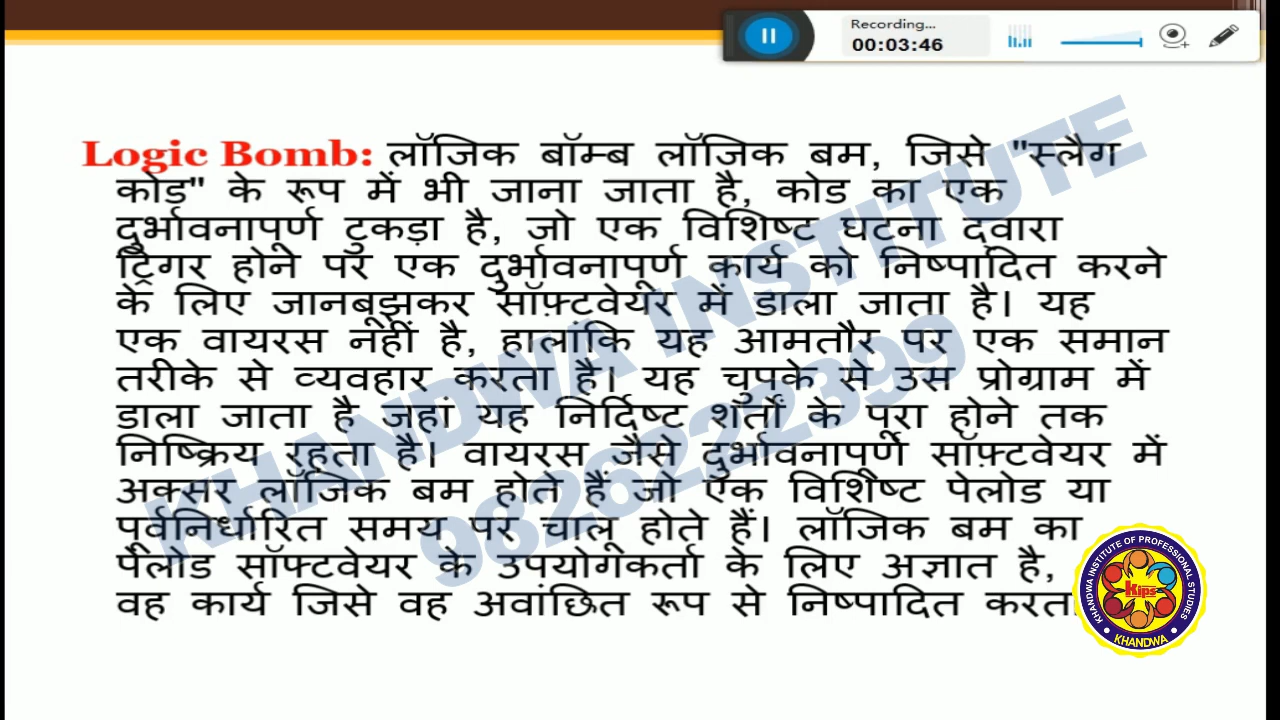 Recording...
00:03:46
Logic Bomb: लॉजिक बॉम्ब लॉजिक बम, जिसे "स्लैग
कोड" के रूप में भी जाना जाता है, कोड का एक
दुर्भावनापूर्ण टुकड़ा है, जो एक विशिष्ट घटना द्वारा
ट्रिगर होने पर एक दुर्भावनापूर्ण कार्य को निष्पादित करने
के लिए जानबूझकर सॉफ़्टवेयर में डाला जाता है। यह
एक वायरस नहीं है, हालांकि यह आमतौर पर एक समान
तरीके से व्यवहार करता है। यह चुपके से उस प्रोग्राम में
डाला जाता है जहां यह निर्दिष्ट शर्तों के पूरा होने तक
निष्क्रिय रहता है। वायरस जैसे दुर्भावनापूर्ण सॉफ़्टवेयर में
अक्सर लॉजिक बम होते हैं जो एक विशिष्ट पेलोड या
पूर्वनिर्धारित समय पर चालू होते हैं। लॉजिक बम का
पेलोड सॉफ्टवेयर के उपयोगकर्ता के लिए अज्ञात है,
वह कार्य जिसे वह अवांछित रूप से निष्पादित करता
KHANDWA INSTITUTE
9826222399
KHANDWA INSTITUTE OF PROFESSIONAL STUDIES
Kips
KHANDWA